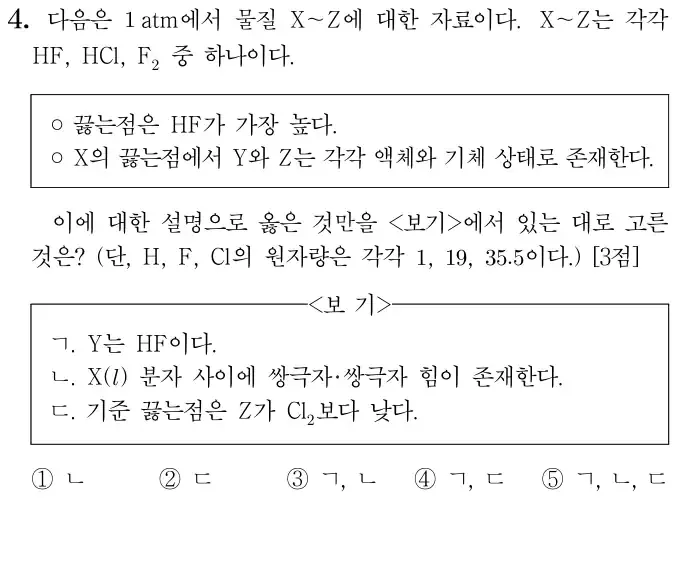 4. 다음은 1 atm에서 물질 X~Z에 대한 자료이다. X~Z는 각각
HF, HCl, F₂ 중 하나이다.
○ 끓는점은 HF가 가장 높다.
○ X의 끓는점에서 Y와 Z는 각각 액체와 기체 상태로 존재한다.
이에 대한 설명으로 옳은 것만을 <보기>에서 있는 대로 고른
것은? (단, H, F, Cl의 원자량은 각각 1, 19, 35.5이다.) [3점]
<보 기>
ㄱ. Y는 HF이다.
ㄴ. X(l) 분자 사이에 쌍극자·쌍극자 힘이 존재한다.
ㄷ. 기준 끓는점은 Z가 Cl₂보다 낮다.
① ㄴ ② ㄷ ③ ㄱ, ㄴ ④ ㄱ, ㄷ ⑤ ㄱ, ㄴ, ㄷ